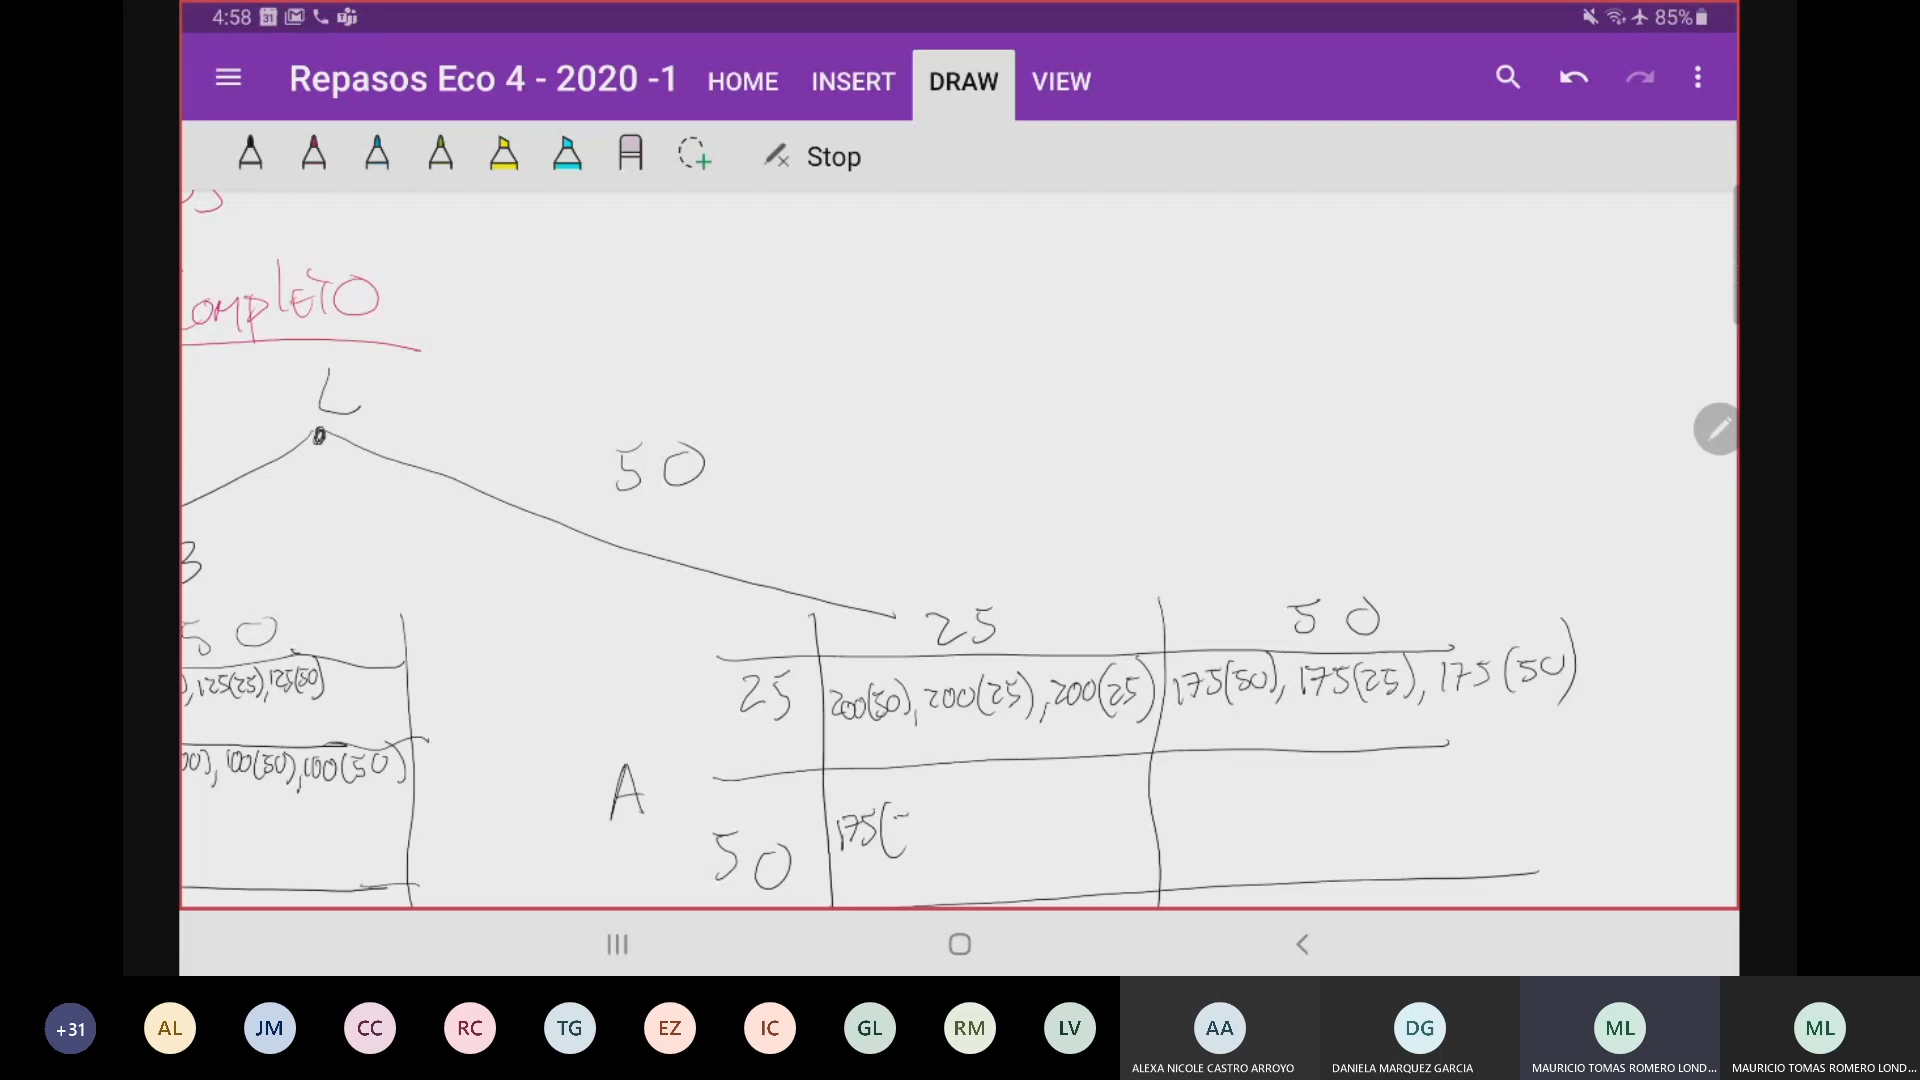 4:58 31 85%
Repasos Eco 4 - 2020 -1 HOME INSERT DRAW VIEW
Stop
OMPLETO
L
50
3
50
,125(25),125(50)
00),100(50),100(50)
25 50
25 200(50),200(25),200(25) 175(50),175(25),175(50)
A
50 175(
+31 AL JM CC RC TG EZ IC GL RM LV AA DG ML ML
ALEXA NICOLE CASTRO ARROYO DANIELA MARQUEZ GARCIA MAURICIO TOMAS ROMERO LOND... MAURICIO TOMAS ROMERO LOND...